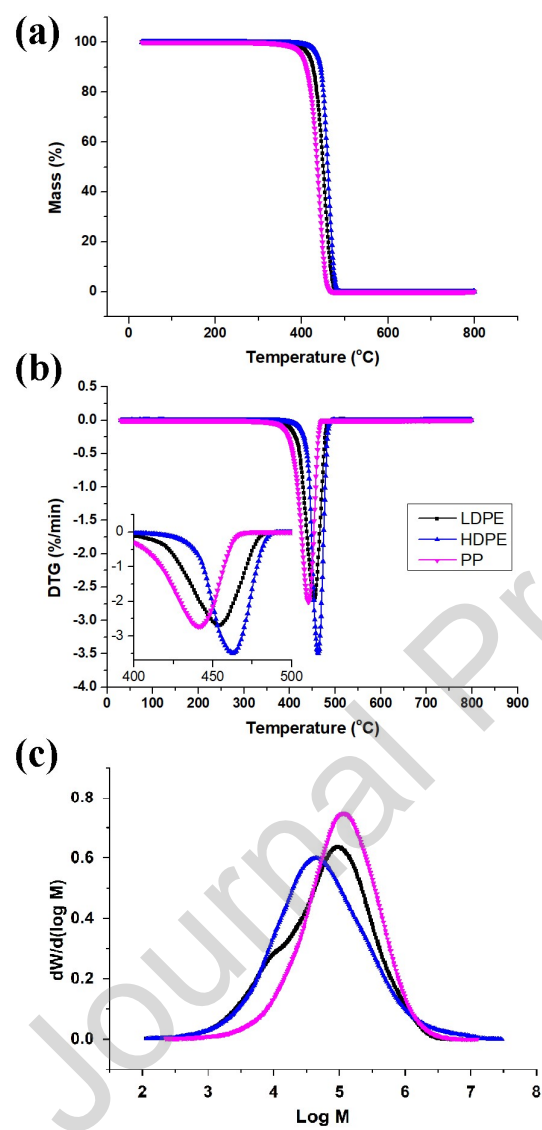 (a)
100
80
60
40
20
0
Mass (%)
0 200 400 600 800
Temperature (°C)
(b)
0.5
0.0
-0.5
-1.0
-1.5
-2.0
-2.5
-3.0
-3.5
-4.0
DTG (%/min)
0
-1
-2
-3
400 450 500
LDPE
HDPE
PP
0 100 200 300 400 500 600 700 800 900
Temperature (°C)
(c)
0.8
0.6
0.4
0.2
0.0
dW/d(log M)
2 3 4 5 6 7 8
Log M
Journal Pr